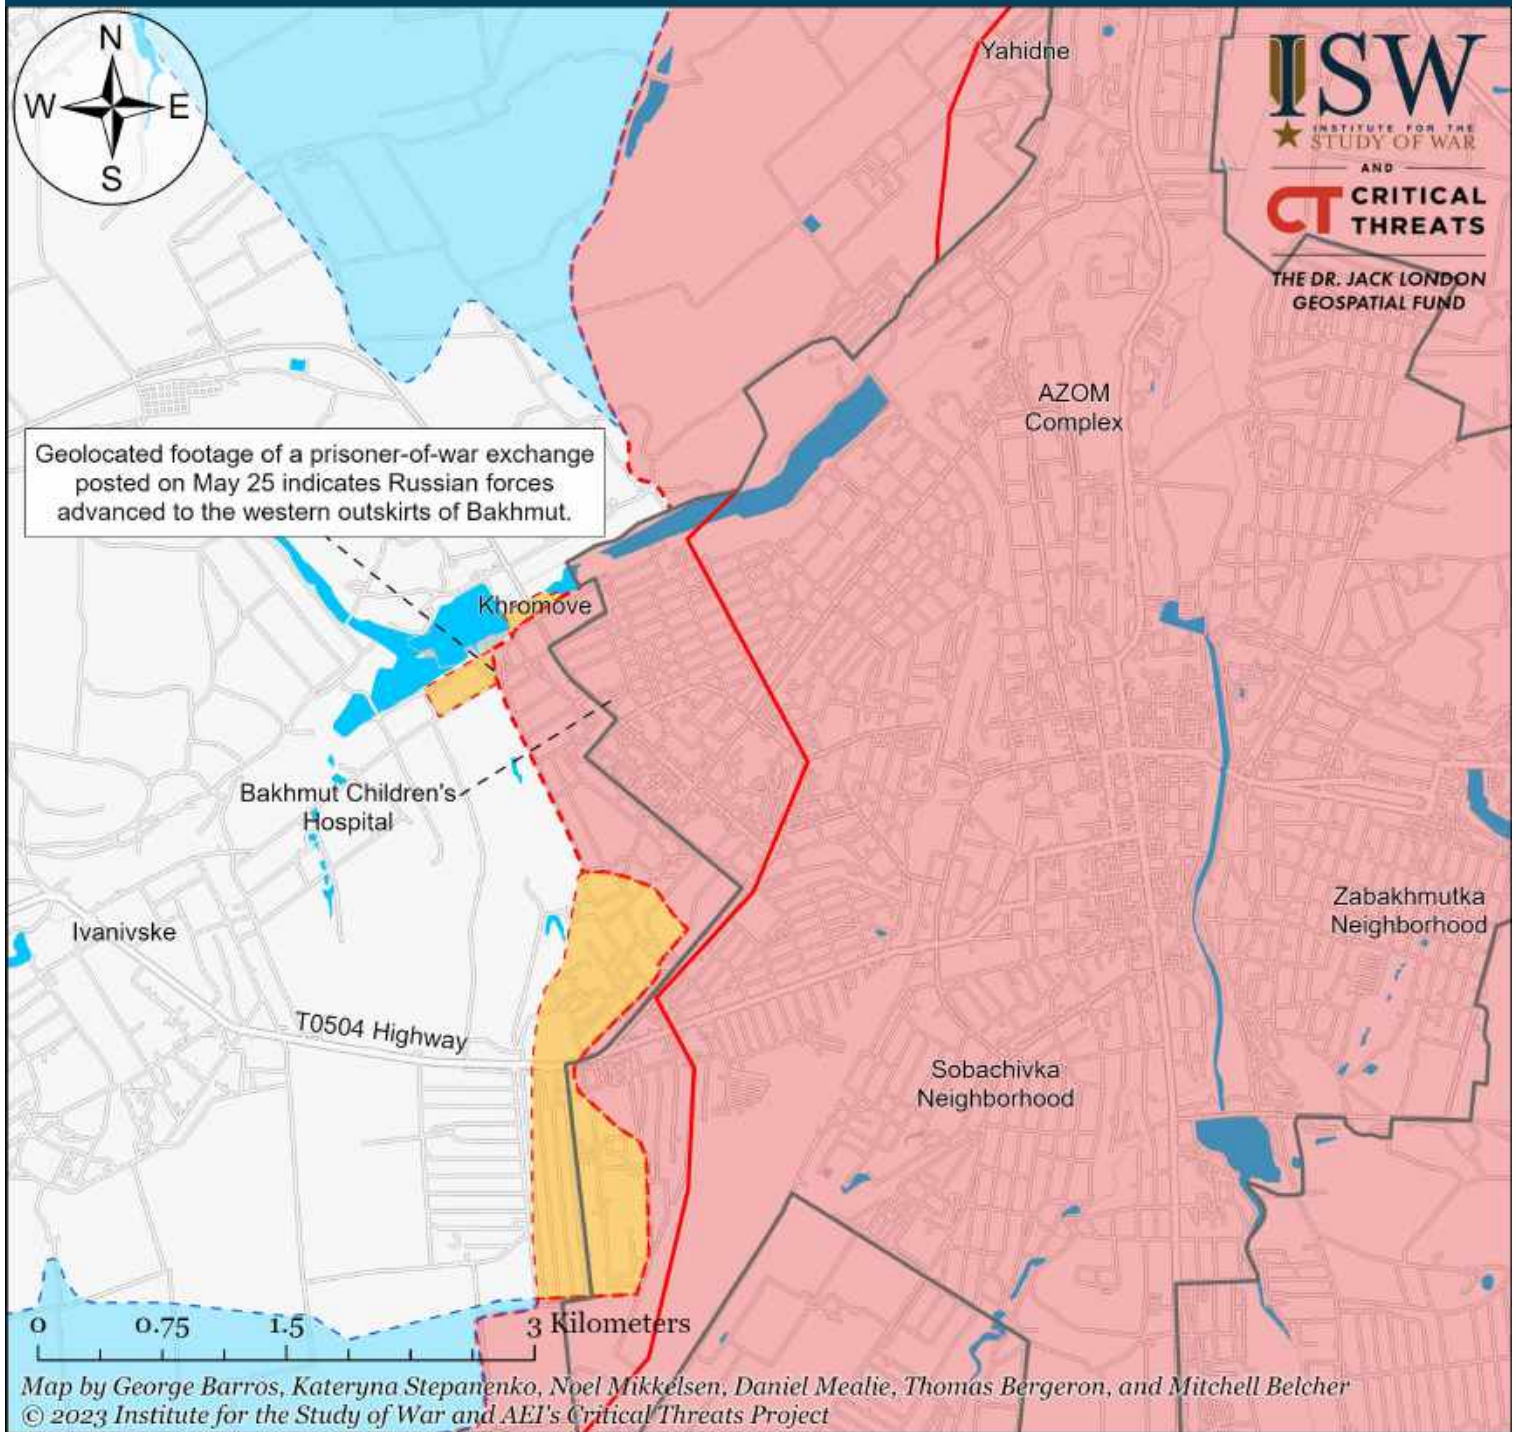 N
W
E
S
Yahidne
ISW
INSTITUTE FOR THE
STUDY OF WAR
AND
CT CRITICAL
THREATS
THE DR. JACK LONDON
GEOSPATIAL FUND
AZOM
Complex
Geolocated footage of a prisoner-of-war exchange
posted on May 25 indicates Russian forces
advanced to the western outskirts of Bakhmut.
Khromove
Bakhmut Children's
Hospital
Zabakhmutka
Neighborhood
Ivanivske
T0504 Highway
Sobachivka
Neighborhood
0 0.75 1.5 3 Kilometers
Map by George Barros, Kateryna Stepanenko, Noel Mikkelsen, Daniel Mealie, Thomas Bergeron, and Mitchell Belcher
© 2023 Institute for the Study of War and AEI's Critical Threats Project